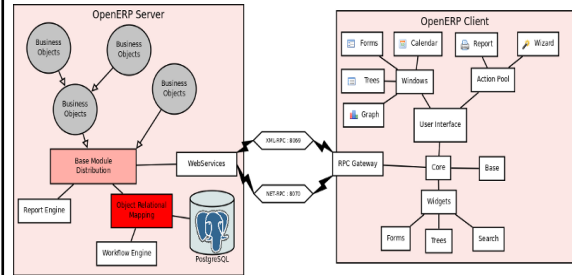 OpenERP Server
Business
Objects
Business
Objects
Business
Objects
Business
Objects
Base Module
Distribution
WebServices
Report Engine
Object Relational
Mapping
Workflow Engine
PostgreSQL
XML-RPC : 8069
NET-RPC : 8070
OpenERP Client
Forms
Calendar
Report
Wizard
Trees
Windows
Action Pool
Graph
User Interface
RPC Gateway
Core
Base
Widgets
Forms
Trees
Search